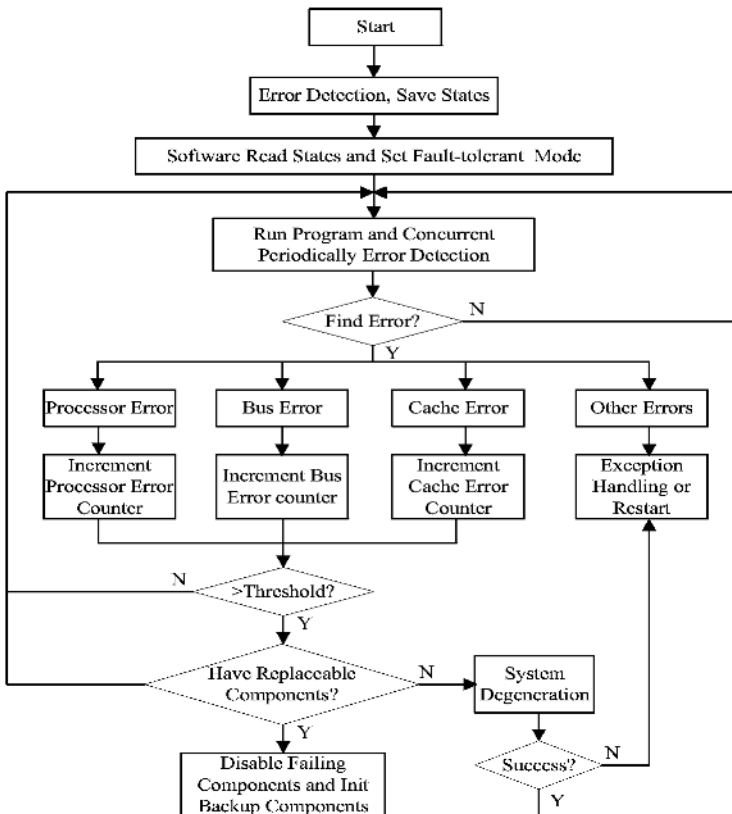 Start
Error Detection, Save States
Software Read States and Set Fault-tolerant Mode
Run Program and Concurrent
Periodically Error Detection
Find Error?
N
Y
Processor Error
Bus Error
Cache Error
Other Errors
Increment
Processor Error
Counter
Increment Bus
Error counter
Increment
Cache Error
Counter
Exception
Handling or
Restart
N
>Threshold?
Y
Have Replaceable
Components?
N
System
Degeneration
Y
Disable Failing
Components and Init
Backup Components
Success?
N
Y